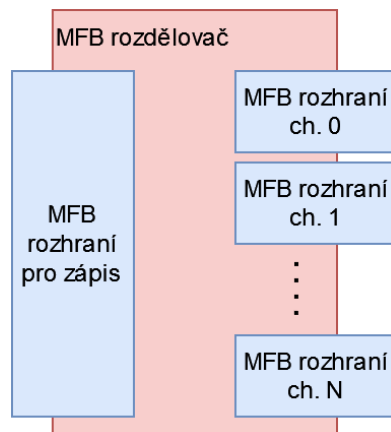 MFB rozdělovač
MFB
rozhraní
pro zápis
MFB rozhraní
ch. 0
MFB rozhraní
ch. 1
MFB rozhraní
ch. N